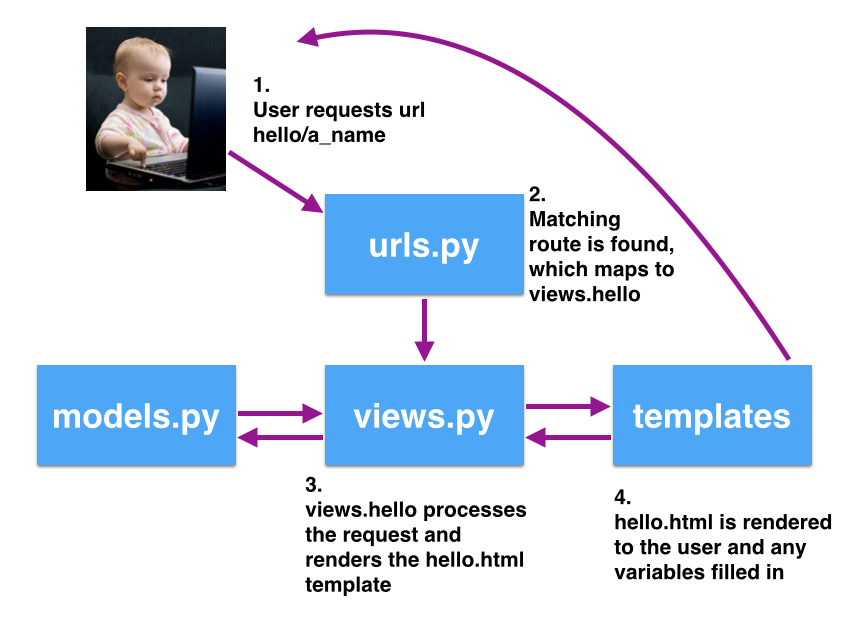 1.
User requests url
hello/a_name
urls.py
2.
Matching
route is found,
which maps to
views.hello
models.py
views.py
templates
3.
views.hello processes
the request and
renders the hello.html
template
4.
hello.html is rendered
to the user and any
variables filled in